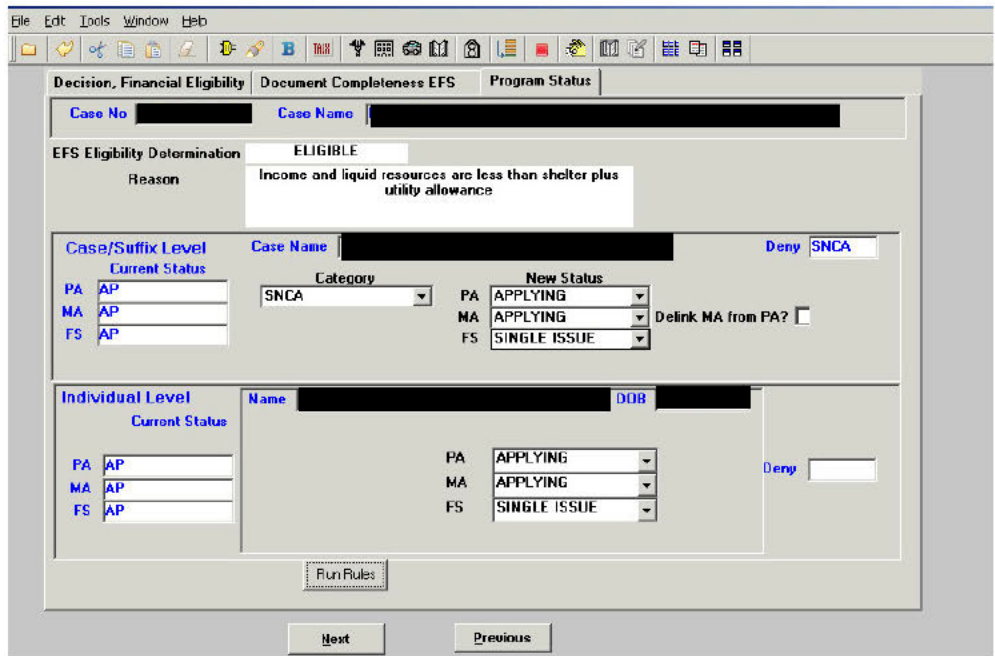 File Edit Tools Window Help
B TAX
Decision, Financial Eligibility Document Completeness EFS Program Status
Case No Case Name
EFS Eligibility Determination ELIGIBLE
Reason Income and liquid resources are less than shelter plus
utility allowance
Case/Suffix Level Case Name Deny SNCA
Current Status Category New Status
PA AP SNCA PA APPLYING
MA AP MA APPLYING Delink MA from PA?
FS AP FS SINGLE ISSUE
Individual Level Name DOB
Current Status
PA AP PA APPLYING Deny
MA AP MA APPLYING
FS AP FS SINGLE ISSUE
Run Rules
Next Previous